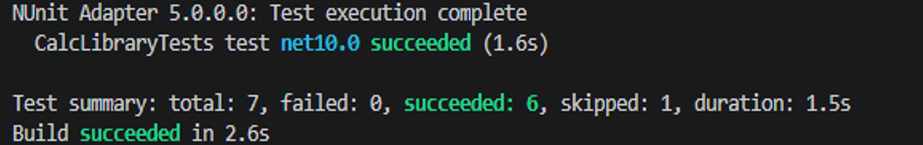 NUnit Adapter 5.0.0.0: Test execution complete
CalcLibraryTests test net10.0 succeeded (1.6s)
Test summary: total: 7, failed: 0, succeeded: 6, skipped: 1, duration: 1.5s
Build succeeded in 2.6s